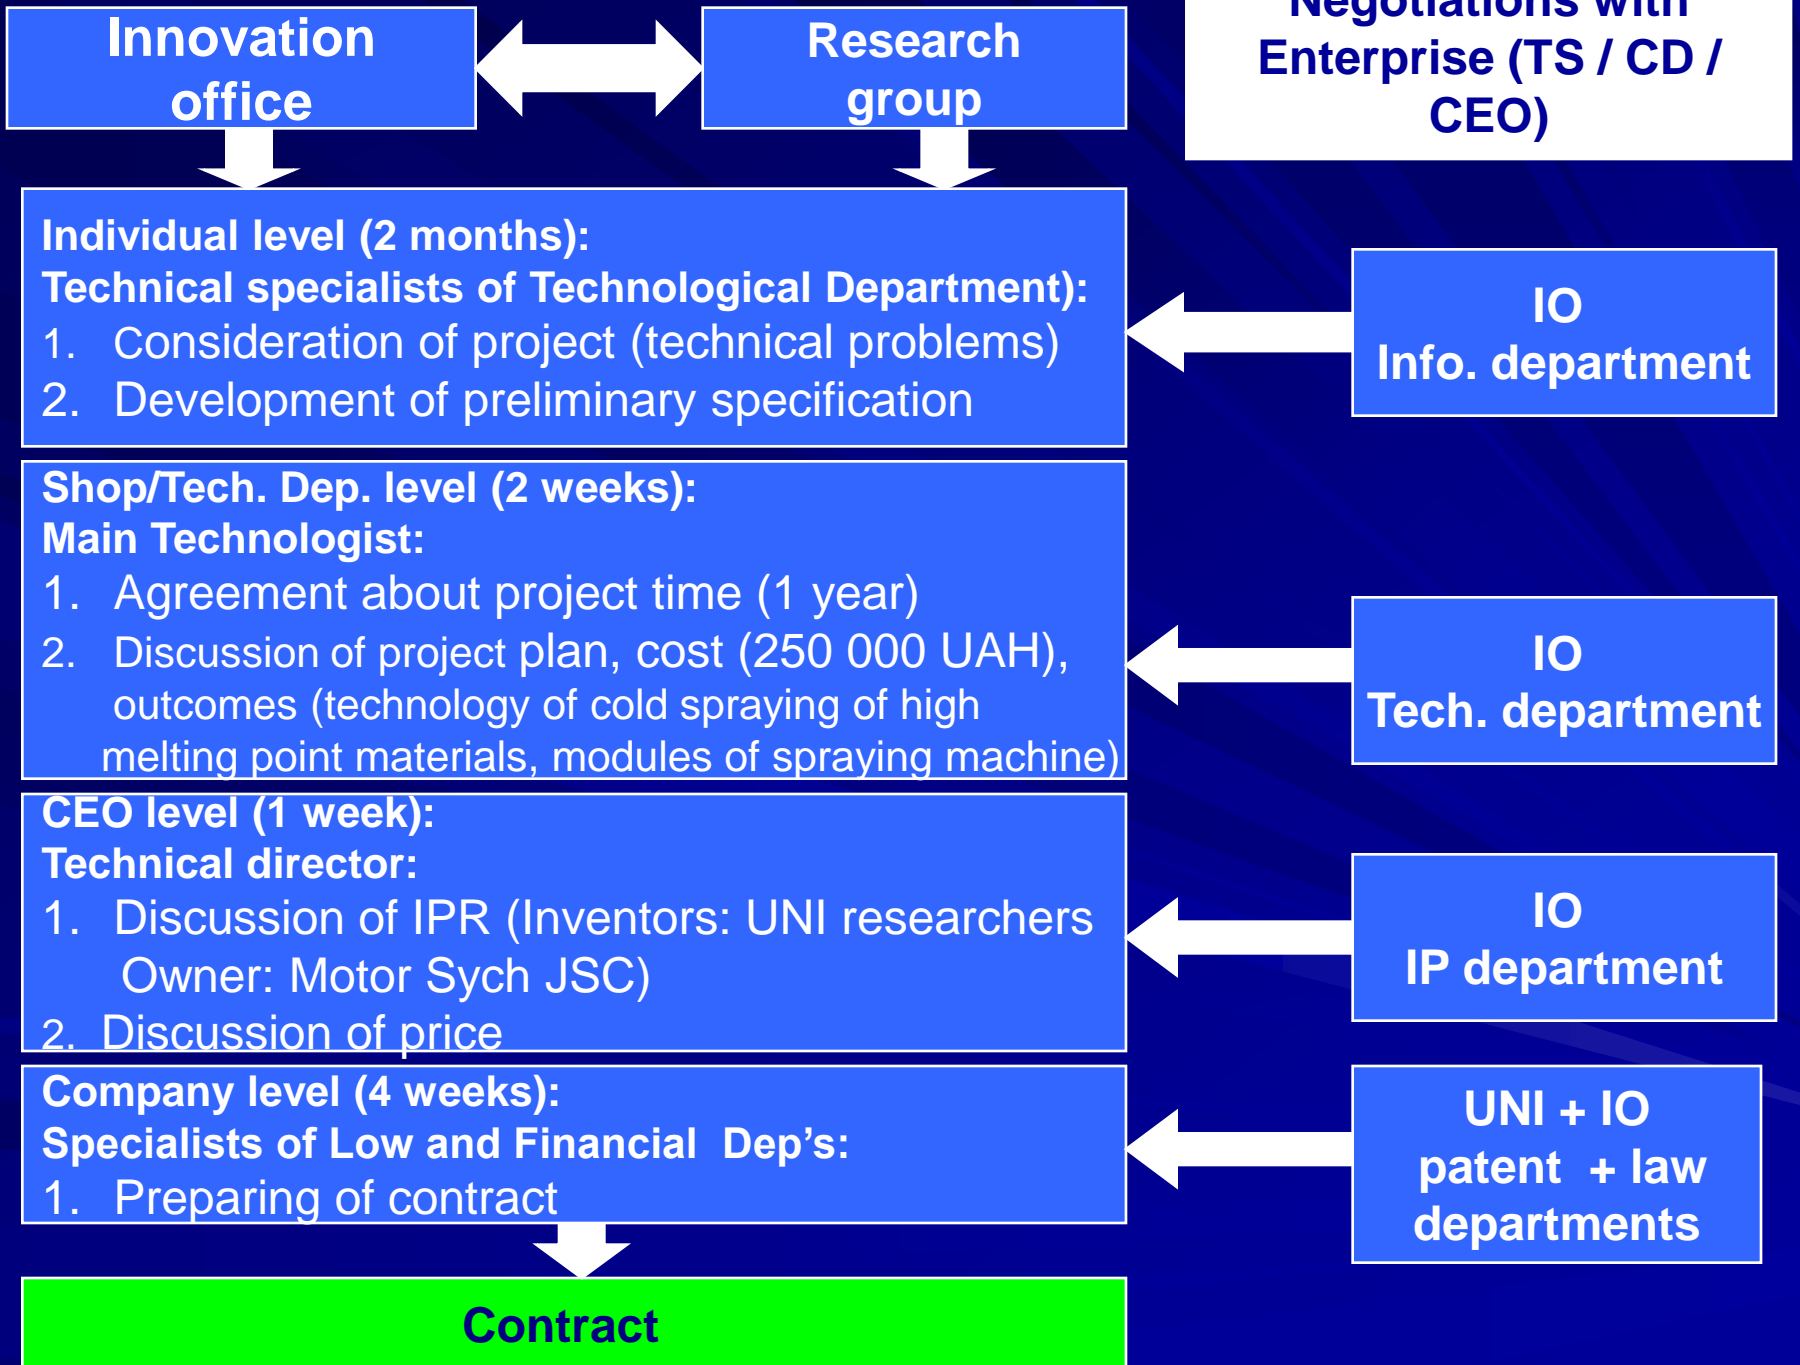 Innovation
office
Research
group
Negotiations with
Enterprise (TS / CD /
CEO)
Individual level (2 months):
Technical specialists of Technological Department):
1. Consideration of project (technical problems)
2. Development of preliminary specification
IO
Info. department
Shop/Tech. Dep. level (2 weeks):
Main Technologist:
1. Agreement about project time (1 year)
2. Discussion of project plan, cost (250 000 UAH),
outcomes (technology of cold spraying of high
melting point materials, modules of spraying machine)
IO
Tech. department
CEO level (1 week):
Technical director:
1. Discussion of IPR (Inventors: UNI researchers
Owner: Motor Sych JSC)
2. Discussion of price
IO
IP department
Company level (4 weeks):
Specialists of Low and Financial Dep’s:
1. Preparing of contract
UNI + IO
patent + law
departments
Contract